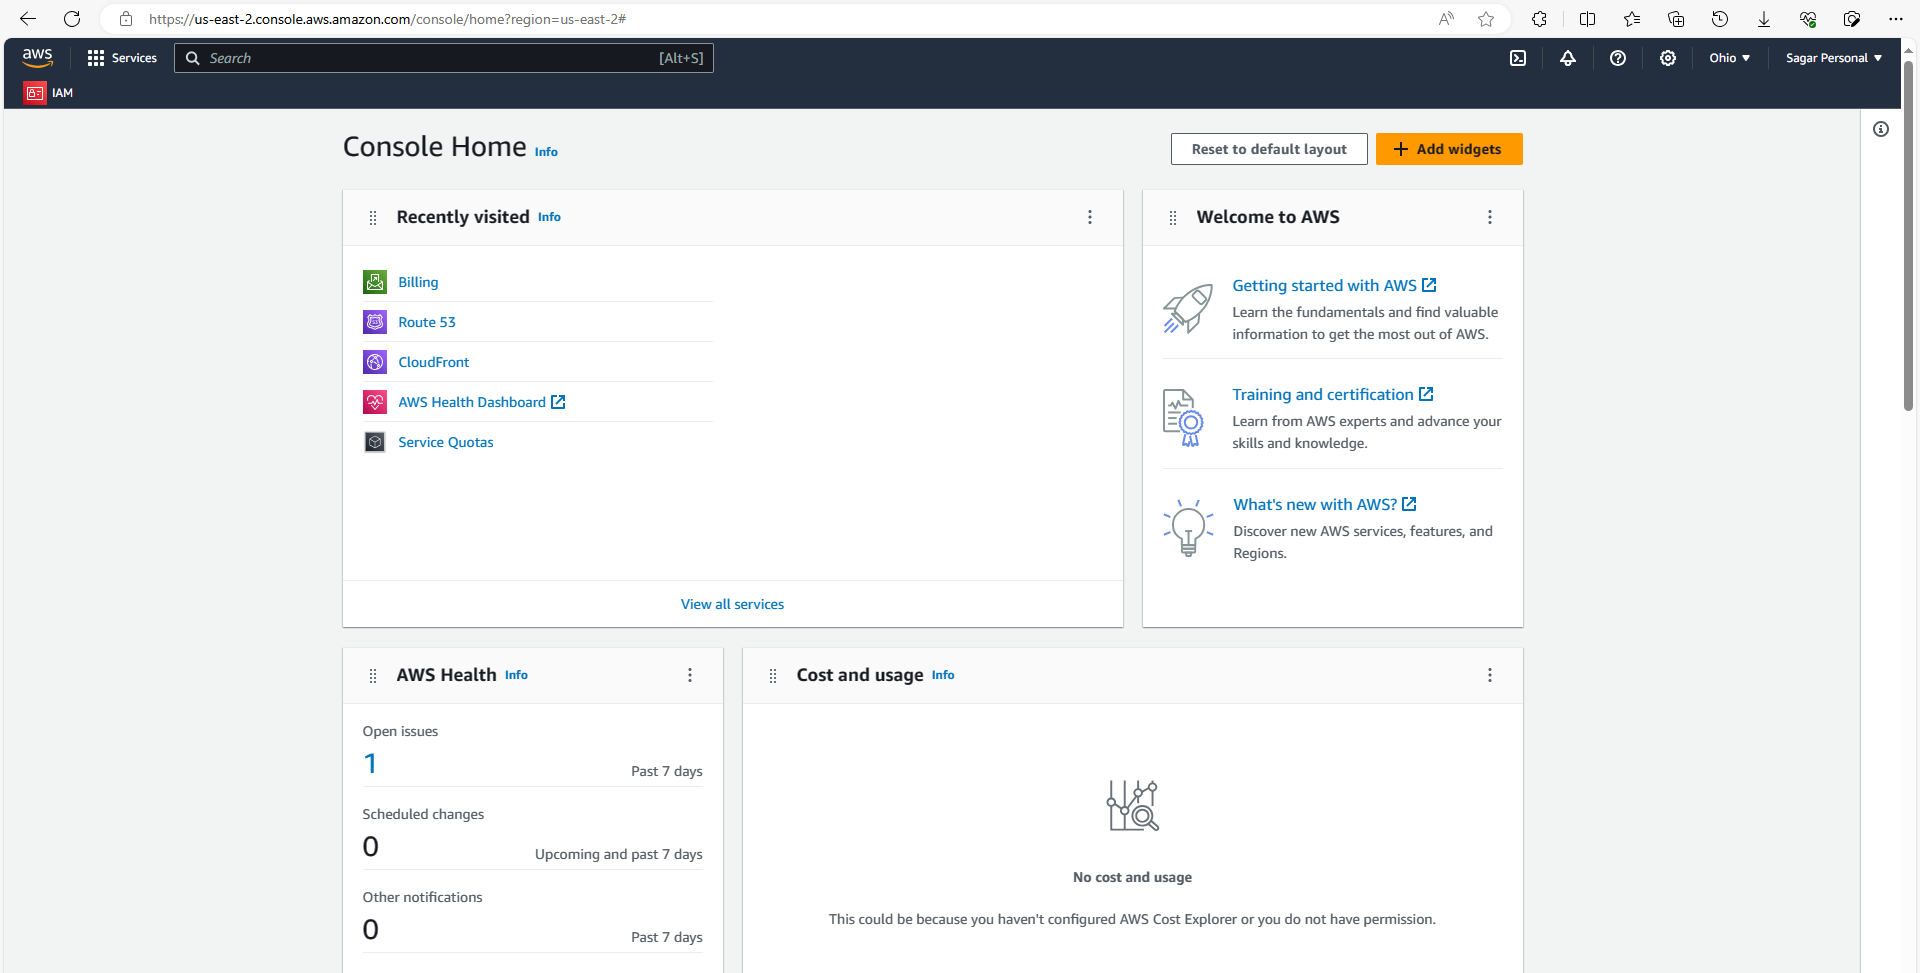 https://us-east-2.console.aws.amazon.com/console/home?region=us-east-2#
aws
Services
Search
[Alt+S]
Ohio
Sagar Personal
IAM
Console Home Info
Reset to default layout
Add widgets
Recently visited Info
Billing
Route 53
CloudFront
AWS Health Dashboard
Service Quotas
View all services
Welcome to AWS
Getting started with AWS
Learn the fundamentals and find valuable
information to get the most out of AWS.
Training and certification
Learn from AWS experts and advance your
skills and knowledge.
What's new with AWS?
Discover new AWS services, features, and
Regions.
AWS Health Info
Open issues
1
Past 7 days
Scheduled changes
0
Upcoming and past 7 days
Other notifications
0
Past 7 days
Cost and usage Info
No cost and usage
This could be because you haven't configured AWS Cost Explorer or you do not have permission.